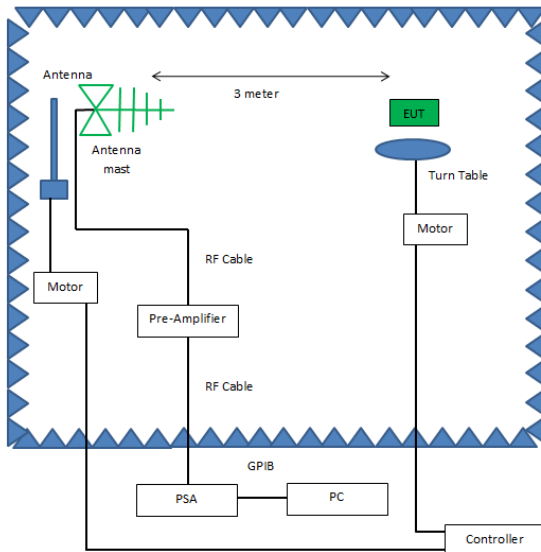 Antenna
3 meter
EUT
Antenna
mast
Turn Table
Motor
RF Cable
Motor
Pre-Amplifier
RF Cable
GPIB
PSA
PC
Controller